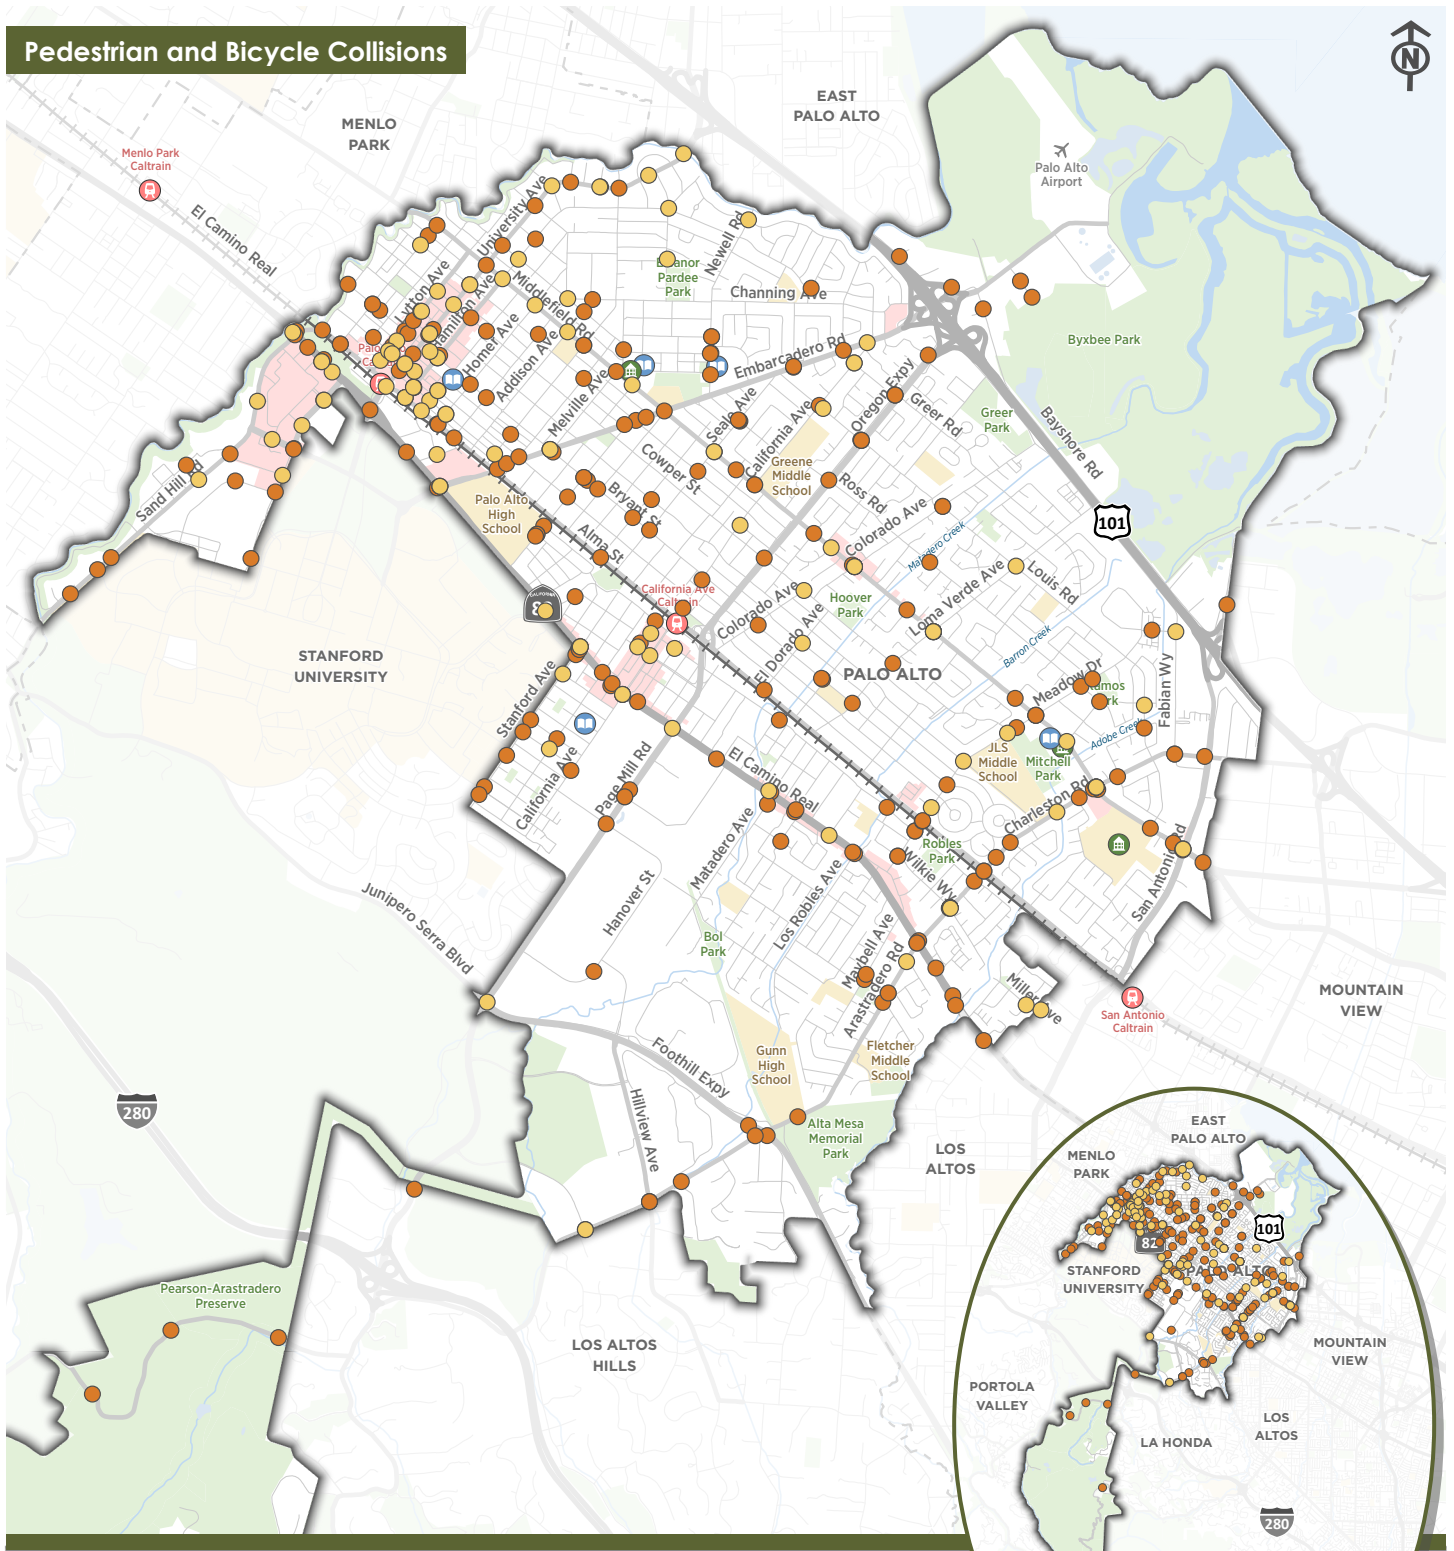 Pedestrian and Bicycle Collisions
N
EAST
PALO ALTO
MENLO
PARK
Menlo Park
Caltrain
El Camino Real
Palo Alto
Airport
University Ave
Newell Rd
Lytton Ave
Hamilton Ave
Middlefield Rd
Pardee
Park
Channing Ave
Byxbee Park
Homer Ave
Addison Ave
Embarcadero Rd
Melville Ave
Oregon Expy
Greer Rd
Greer
Park
Bayshore Rd
Seale Ave
California Ave
Cowper St
Greene
Middle
School
Sand Hill Rd
Palo Alto
High
School
Bryant St
Ross Rd
Alma St
Colorado Ave
Matadero Creek
101
California Ave
Caltrain
CALIFORNIA
Loma Verde Ave
Louis Rd
Hoover
Park
Colorado Ave
El Dorado Ave
Barron Creek
STANFORD
UNIVERSITY
PALO ALTO
Meadow Dr
Fabian Wy
Stanford Ave
Adobe Creek
JLS
Middle
School
Mitchell
Park
California Ave
Page Mill Rd
El Camino Real
Charleston Rd
Matadero Ave
Robles
Park
Wilkie Wy
San Antonio Rd
Los Robles Ave
Hanover St
Junipero Serra Blvd
Bol
Park
Maybell Ave
Arastradero Rd
Miller Ave
San Antonio
Caltrain
MOUNTAIN
VIEW
Foothill Expy
Gunn
High
School
Fletcher
Middle
School
Hillview Ave
Alta Mesa
Memorial
Park
LOS
ALTOS
280
Pearson-Arastradero
Preserve
LOS ALTOS
HILLS
EAST
PALO ALTO
MENLO
PARK
101
82
STANFORD
UNIVERSITY
PALO ALTO
MOUNTAIN
VIEW
PORTOLA
VALLEY
LOS
ALTOS
LA HONDA
280